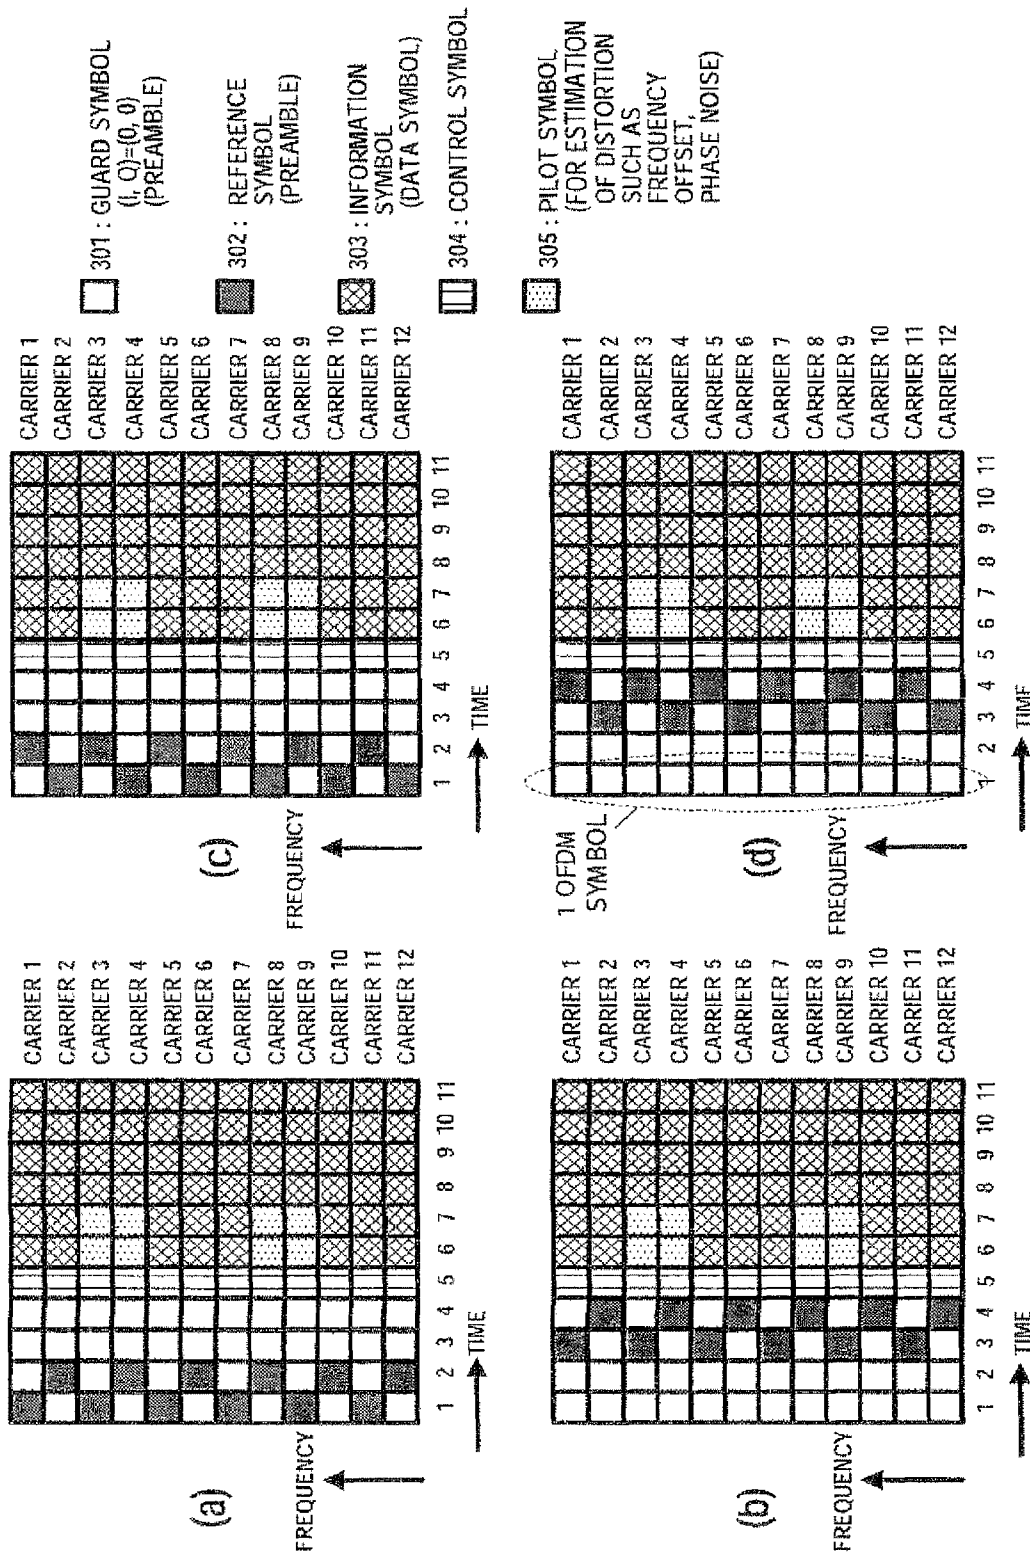 (a)
FREQUENCY
CARRIER 1
CARRIER 2
CARRIER 3
CARRIER 4
CARRIER 5
CARRIER 6
CARRIER 7
CARRIER 8
CARRIER 9
CARRIER 10
CARRIER 11
CARRIER 12
1 2 3 4 5 6 7 8 9 10 11
TIME
(c)
FREQUENCY
CARRIER 1
CARRIER 2
CARRIER 3
CARRIER 4
CARRIER 5
CARRIER 6
CARRIER 7
CARRIER 8
CARRIER 9
CARRIER 10
CARRIER 11
CARRIER 12
1 2 3 4 5 6 7 8 9 10 11
TIME
301 : GUARD SYMBOL
(I, Q)=(0, 0)
(PREAMBLE)
302 : REFERENCE
SYMBOL
(PREAMBLE)
303 : INFORMATION
SYMBOL
(DATA SYMBOL)
304 : CONTROL SYMBOL
305 : PILOT SYMBOL
(FOR ESTIMATION
OF DISTORTION
SUCH AS
FREQUENCY
OFFSET,
PHASE NOISE)
(b)
FREQUENCY
CARRIER 1
CARRIER 2
CARRIER 3
CARRIER 4
CARRIER 5
CARRIER 6
CARRIER 7
CARRIER 8
CARRIER 9
CARRIER 10
CARRIER 11
CARRIER 12
1 2 3 4 5 6 7 8 9 10 11
TIME
1 OFDM
SYMBOL
(d)
FREQUENCY
CARRIER 1
CARRIER 2
CARRIER 3
CARRIER 4
CARRIER 5
CARRIER 6
CARRIER 7
CARRIER 8
CARRIER 9
CARRIER 10
CARRIER 11
CARRIER 12
1 2 3 4 5 6 7 8 9 10 11
TIME